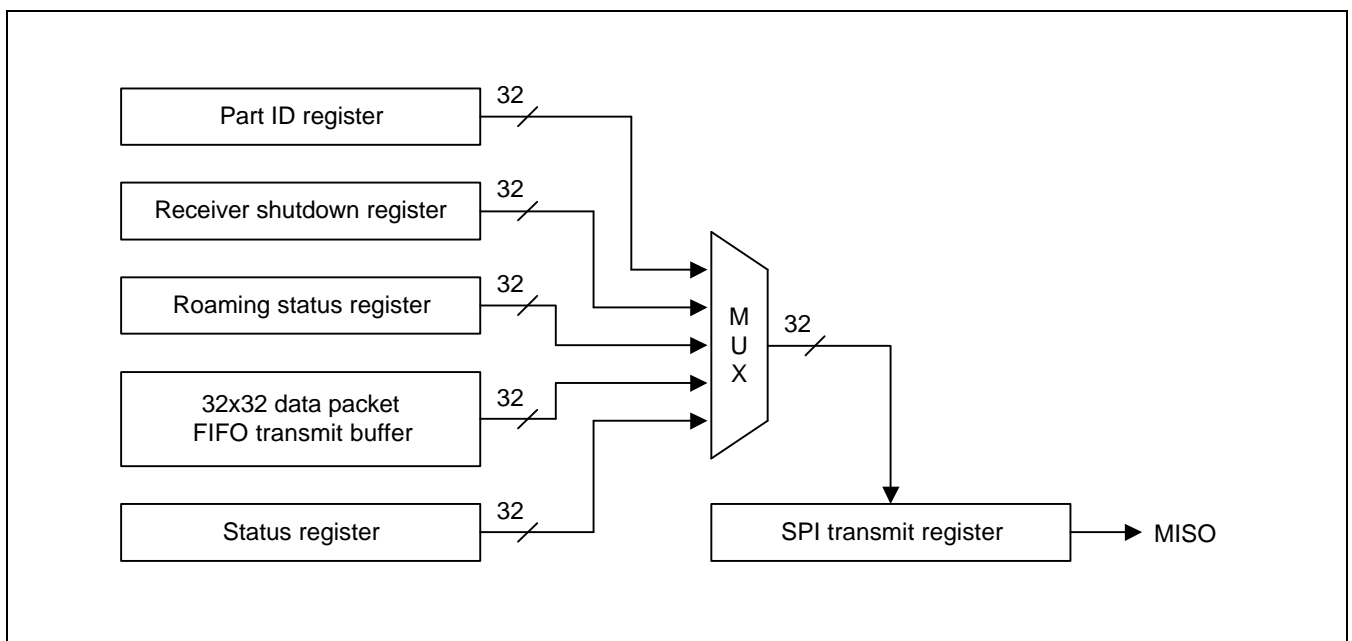 32
Part ID register
32
Receiver shutdown register
32
Roaming status register
32
32x32 data packet
FIFO transmit buffer
32
Status register
M
U
X
32
SPI transmit register
MISO